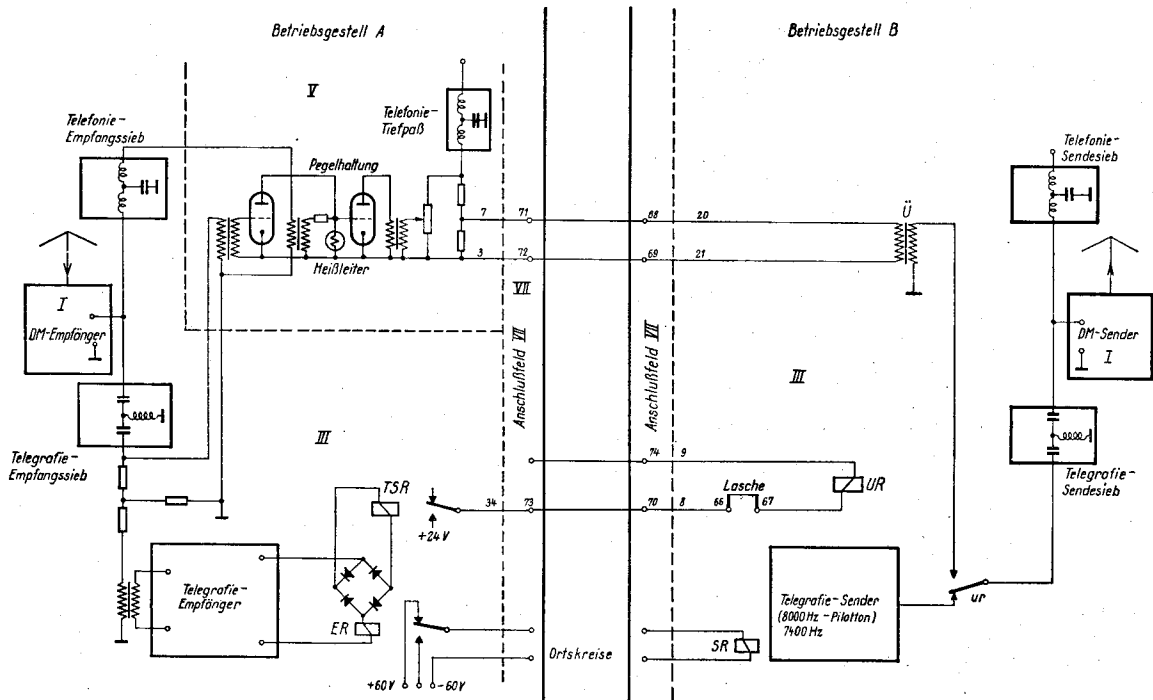 Betriebsgestell A
Betriebsgestell B
V
Telefonie-
Tiefpaß
Telefonie-
Empfangssieb
Pegelhaltung
Heißleiter
7
71
3
72
VII
Anschlußfeld VII
I
DM-Empfänger
Telegrafie-
Empfangssieb
III
TSR
34
73
+24V
Telegrafie-
Empfänger
ER
+60V
-60V
Ortskreise
Anschlußfeld VII
68
20
69
21
Ü
Telefonie-
Sendesieb
DM-Sender
I
III
74
9
70
8
Lasche
66
67
UR
Telegrafie-
Sendesieb
Telegrafie-Sender
(8000Hz-Pilotton)
7400 Hz
ur
SR